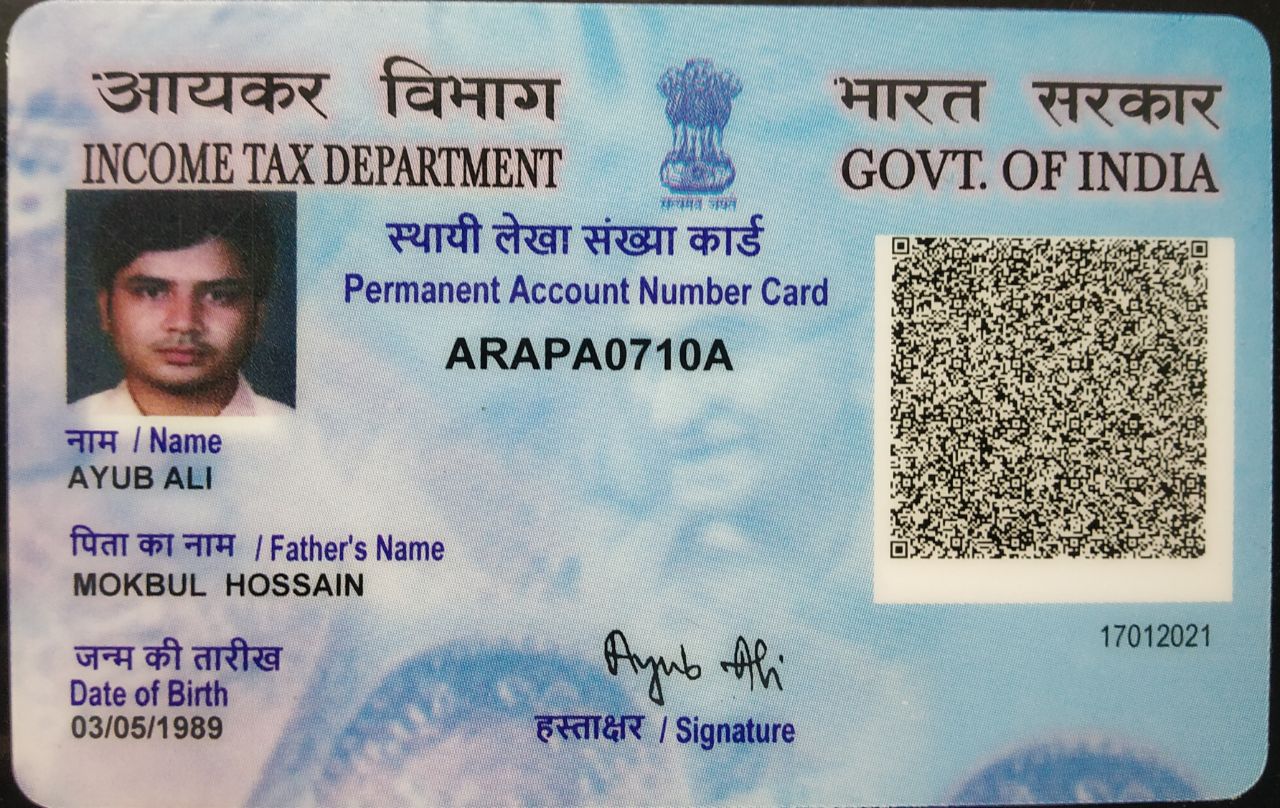 आयकर विभाग
INCOME TAX DEPARTMENT
भारत सरकार
GOVT. OF INDIA
सत्यमेव जयते
स्थायी लेखा संख्या कार्ड
Permanent Account Number Card
ARAPA0710A
नाम / Name
AYUB ALI
पिता का नाम / Father's Name
MOKBUL HOSSAIN
जन्म की तारीख
Date of Birth
03/05/1989
Ayub Ali
हस्ताक्षर / Signature
17012021